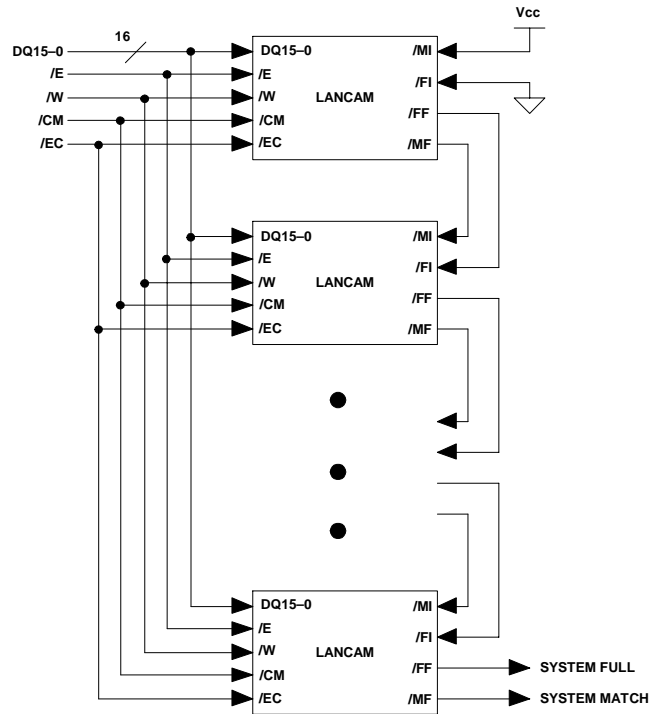 Vcc
16
DQ15–0
/E
/W
/CM
/EC
DQ15–0
/E
/W
/CM
/EC
LANCAM
/MI
/FI
/FF
/MF
DQ15–0
/E
/W
/CM
/EC
LANCAM
/MI
/FI
/FF
/MF
DQ15–0
/E
/W
/CM
/EC
LANCAM
/MI
/FI
/FF
/MF
SYSTEM FULL
SYSTEM MATCH